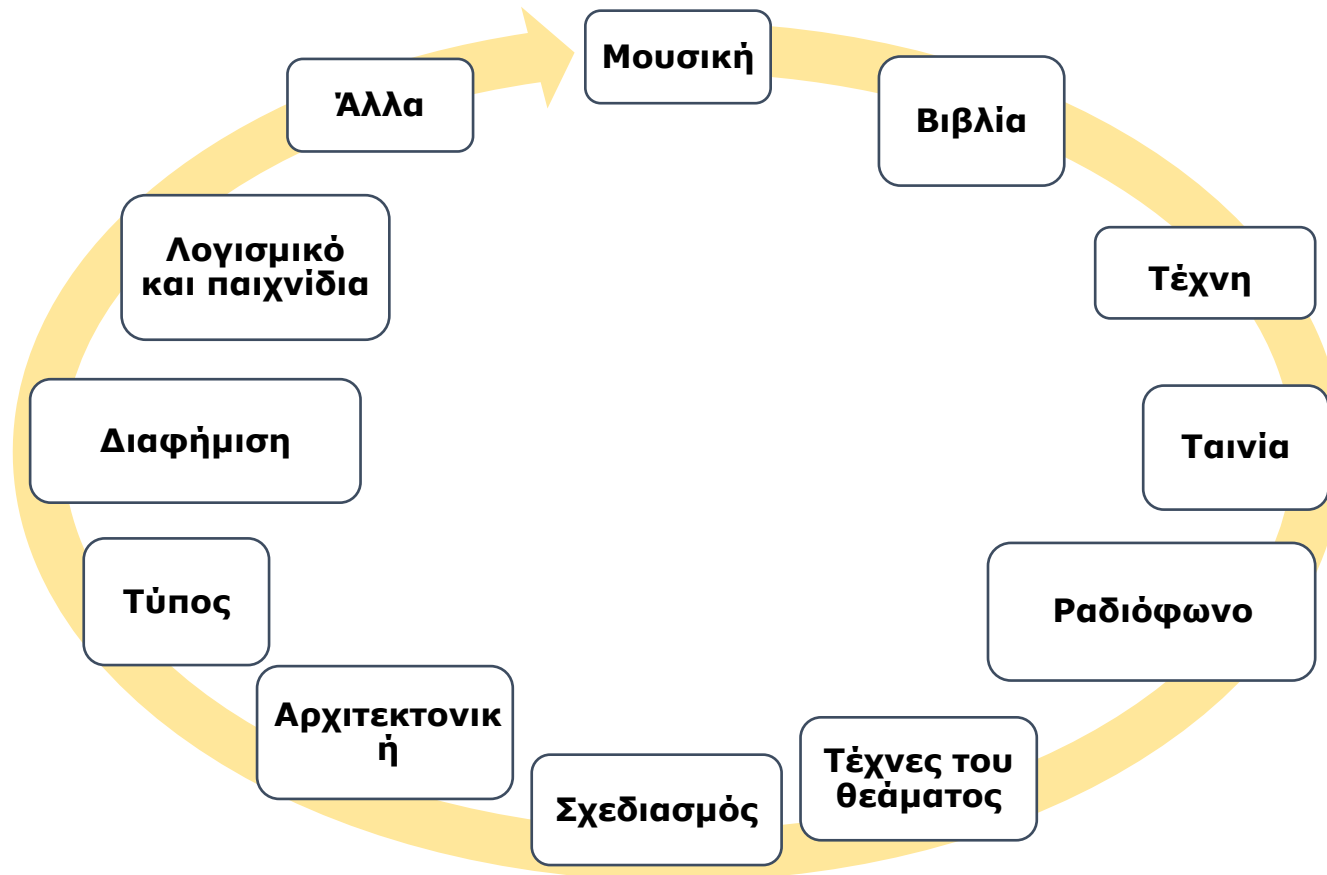 Μουσική
Βιβλία
Τέχνη
Ταινία
Ραδιόφωνο
Τέχνες του
θεάματος
Σχεδιασμός
Αρχιτεκτονικ
ή
Τύπος
Διαφήμιση
Λογισμικό
και παιχνίδια
Άλλα